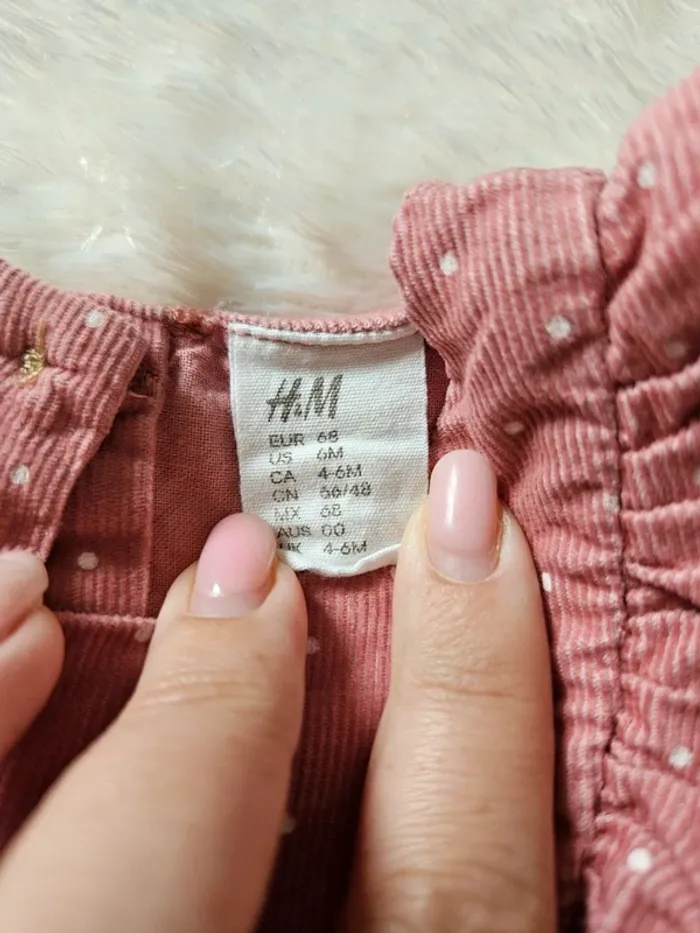 H&M
EUR 68
US 6M
CA 4-6M
CN 66/48
MX 68
AUS 00
UK 4-6M